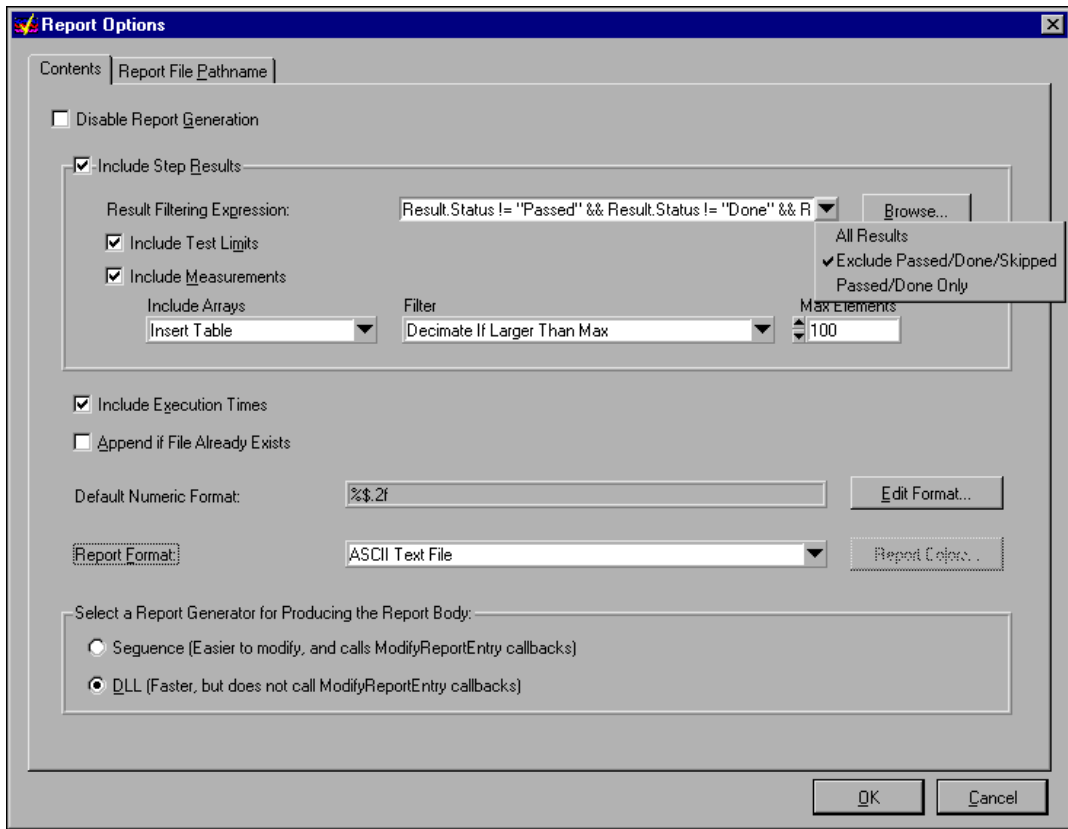 Report Options
Contents
Report File Pathname
Disable Report Generation
Include Step Results
Result Filtering Expression:
Result.Status != "Passed" && Result.Status != "Done" && R
Browse...
All Results
Exclude Passed/Done/Skipped
Passed/Done Only
Include Test Limits
Include Measurements
Include Arrays
Filter
Max Elements
Insert Table
Decimate If Larger Than Max
100
Include Execution Times
Append if File Already Exists
Default Numeric Format:
%$.2f
Edit Format...
Report Format:
ASCII Text File
Report Colors...
Select a Report Generator for Producing the Report Body:
Sequence (Easier to modify, and calls ModifyReportEntry callbacks)
DLL (Faster, but does not call ModifyReportEntry callbacks)
OK
Cancel